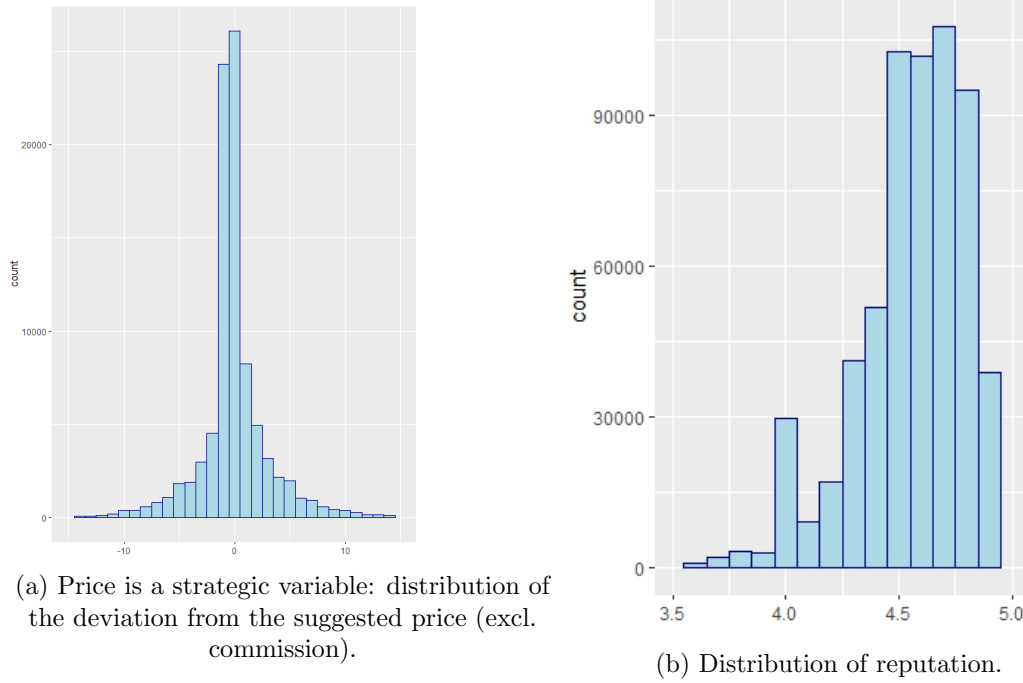 20000
10000
0
count
-10
0
10
(a) Price is a strategic variable: distribution of
the deviation from the suggested price (excl.
commission).
90000
60000
30000
0
count
3.5
4.0
4.5
5.0
(b) Distribution of reputation.